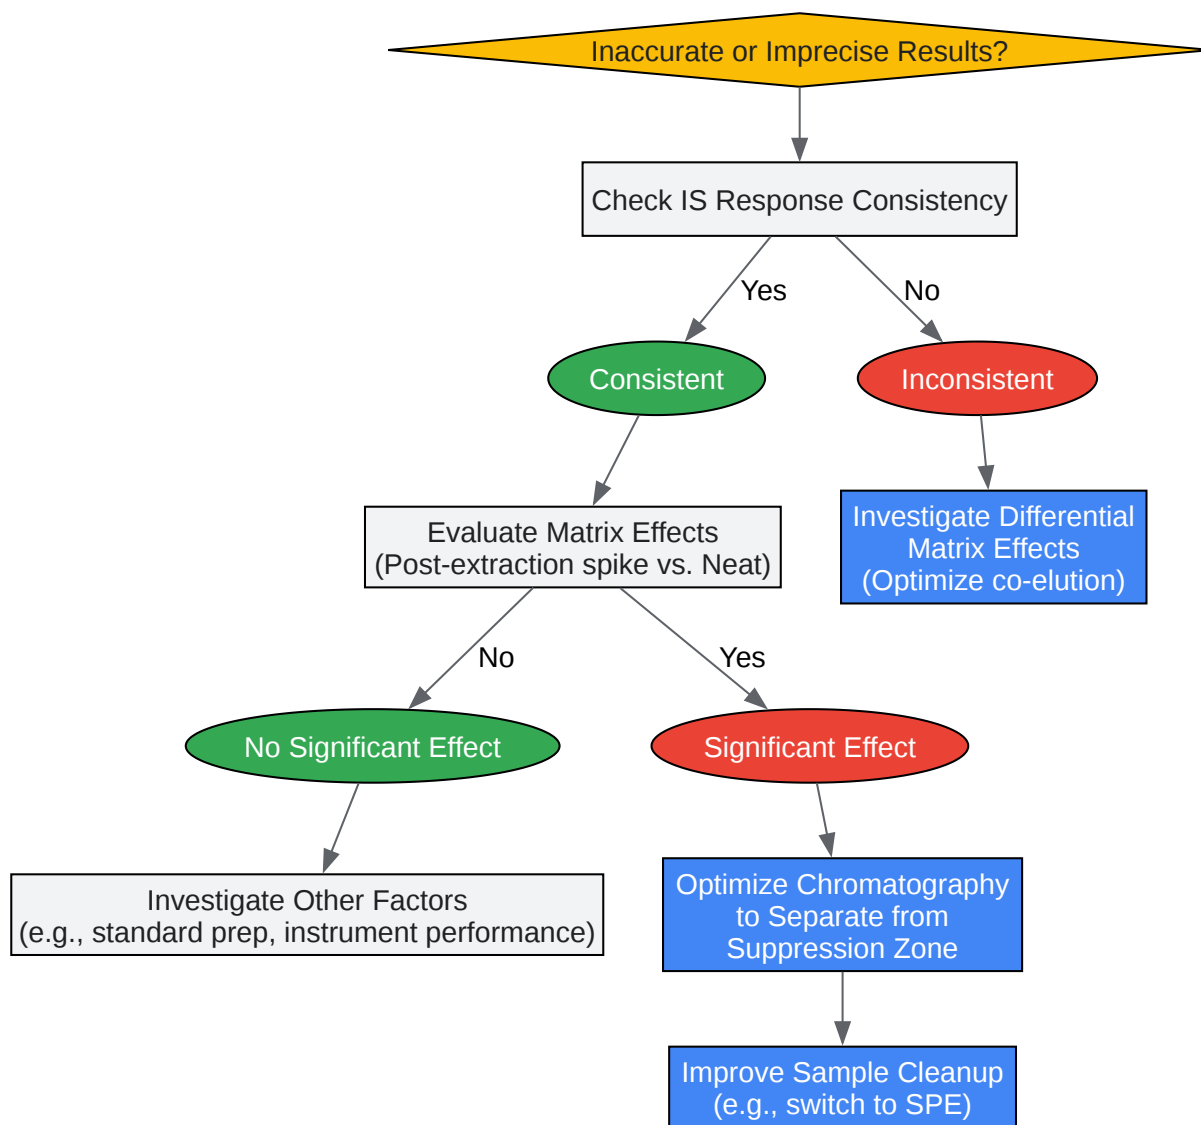 Inaccurate or Imprecise Results?
Check IS Response Consistency
Yes
No
Consistent
Inconsistent
Evaluate Matrix Effects
(Post-extraction spike vs. Neat)
Investigate Differential
Matrix Effects
(Optimize co-elution)
No
Yes
No Significant Effect
Significant Effect
Investigate Other Factors
(e.g., standard prep, instrument performance)
Optimize Chromatography
to Separate from
Suppression Zone
Improve Sample Cleanup
(e.g., switch to SPE)